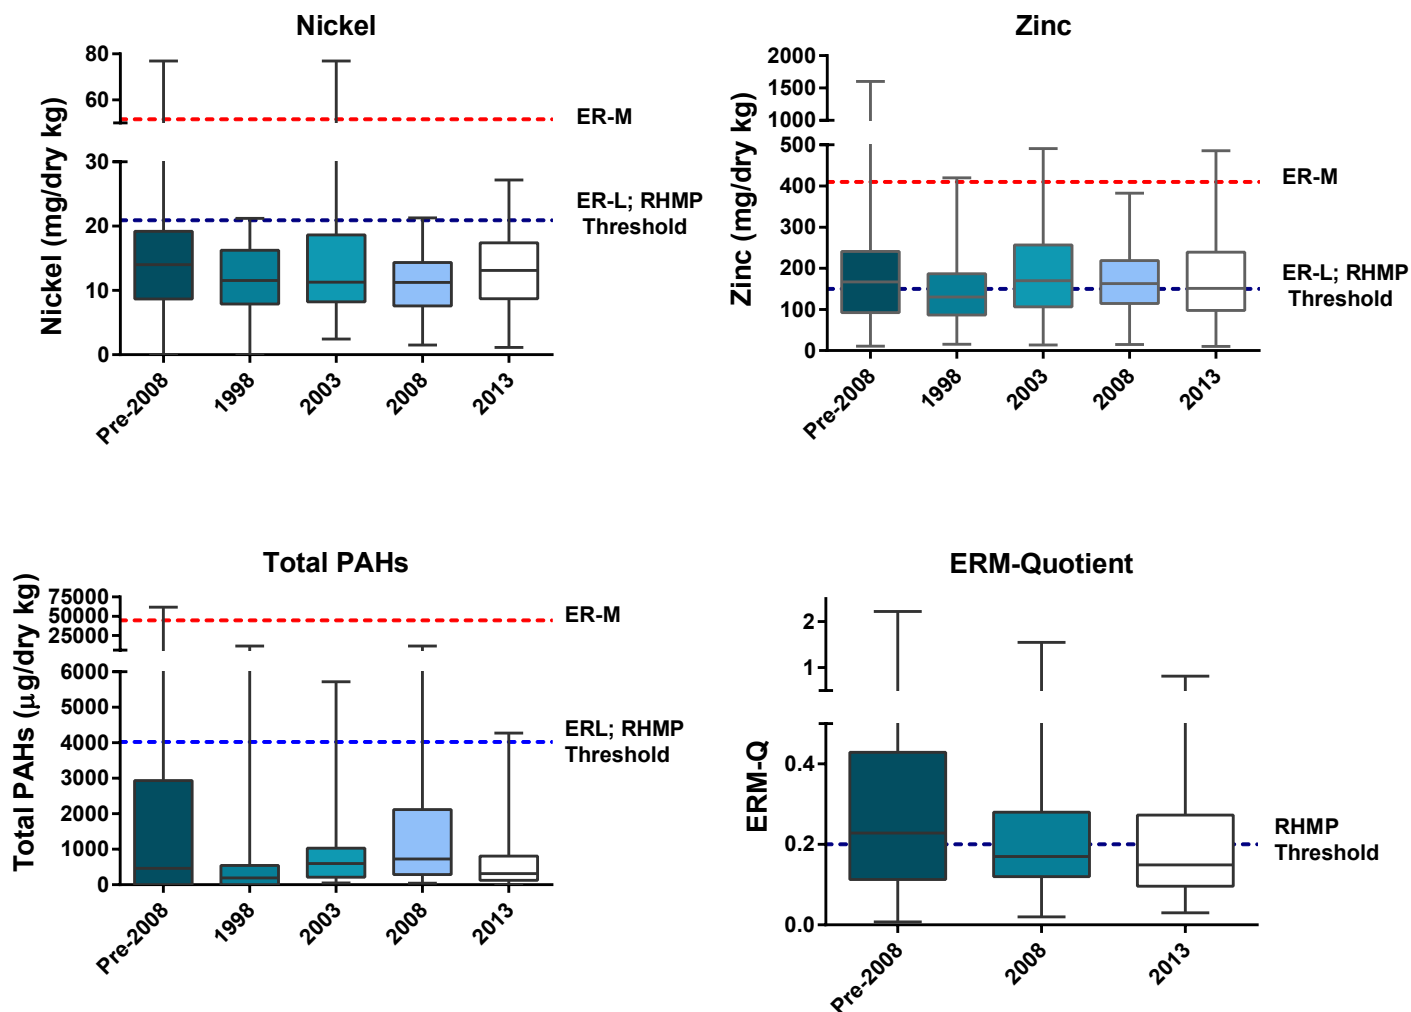 Nickel
Nickel (mg/dry kg)
80
60
30
20
10
0
ER-M
ER-L; RHMP
Threshold
Pre-2008
1998
2003
2008
2013
Zinc
Zinc (mg/dry kg)
2000
1500
1000
500
400
300
200
100
0
ER-M
ER-L; RHMP
Threshold
Pre-2008
1998
2003
2008
2013
Total PAHs
Total PAHs (µg/dry kg)
75000
50000
25000
6000
5000
4000
3000
2000
1000
0
ER-M
ERL; RHMP
Threshold
Pre-2008
1998
2003
2008
2013
ERM-Quotient
ERM-Q
2
1
0.4
0.2
0.0
RHMP
Threshold
Pre-2008
2008
2013